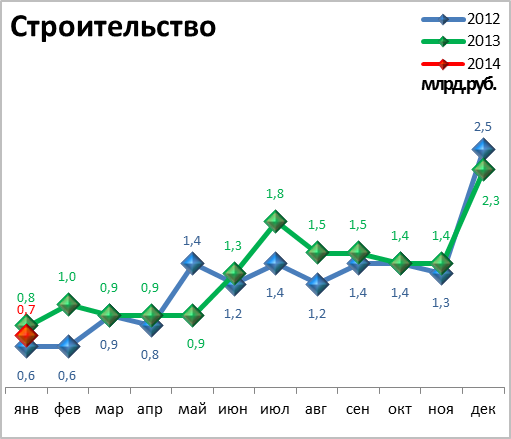 Строительство
2012
2013
2014
млрд.руб.
2,5
1,8
2,3
1,4 1,3 1,5 1,5 1,4 1,4
0,8 1,0 0,9 0,9
0,7
1,2 1,4 1,2 1,4 1,4 1,3
0,6 0,6 0,9 0,8 0,9
янв фев мар апр май июн июл авг сен окт ноя дек